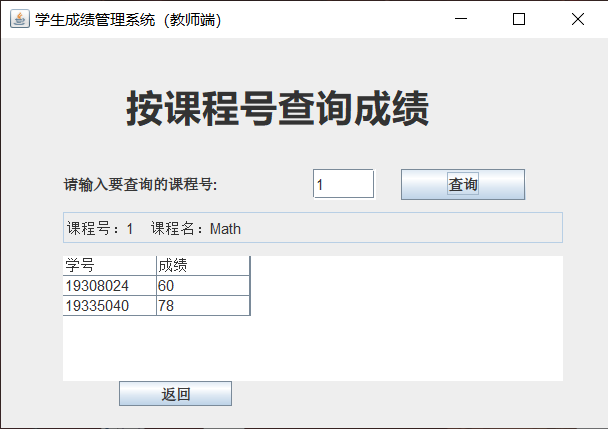 学生成绩管理系统（教师端）
按课程号查询成绩
请输入要查询的课程号: 1 查询
课程号：1 课程名：Math
学号 成绩
19308024 60
19335040 78
返回